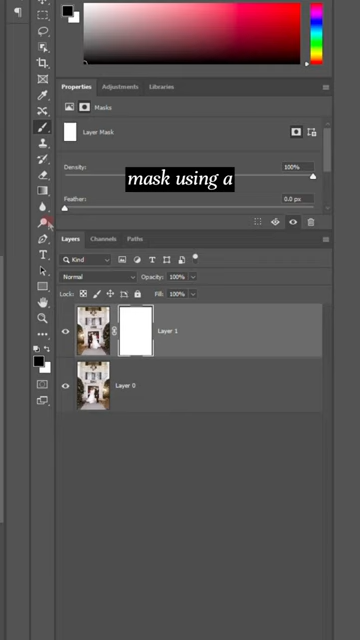 Properties Adjustments Libraries
Masks
Layer Mask
Density: 100%
mask using a
Feather: 0.0 px
Layers Channels Paths
Kind
Normal Opacity: 100%
Lock: Fill: 100%
Layer 1
Layer 0